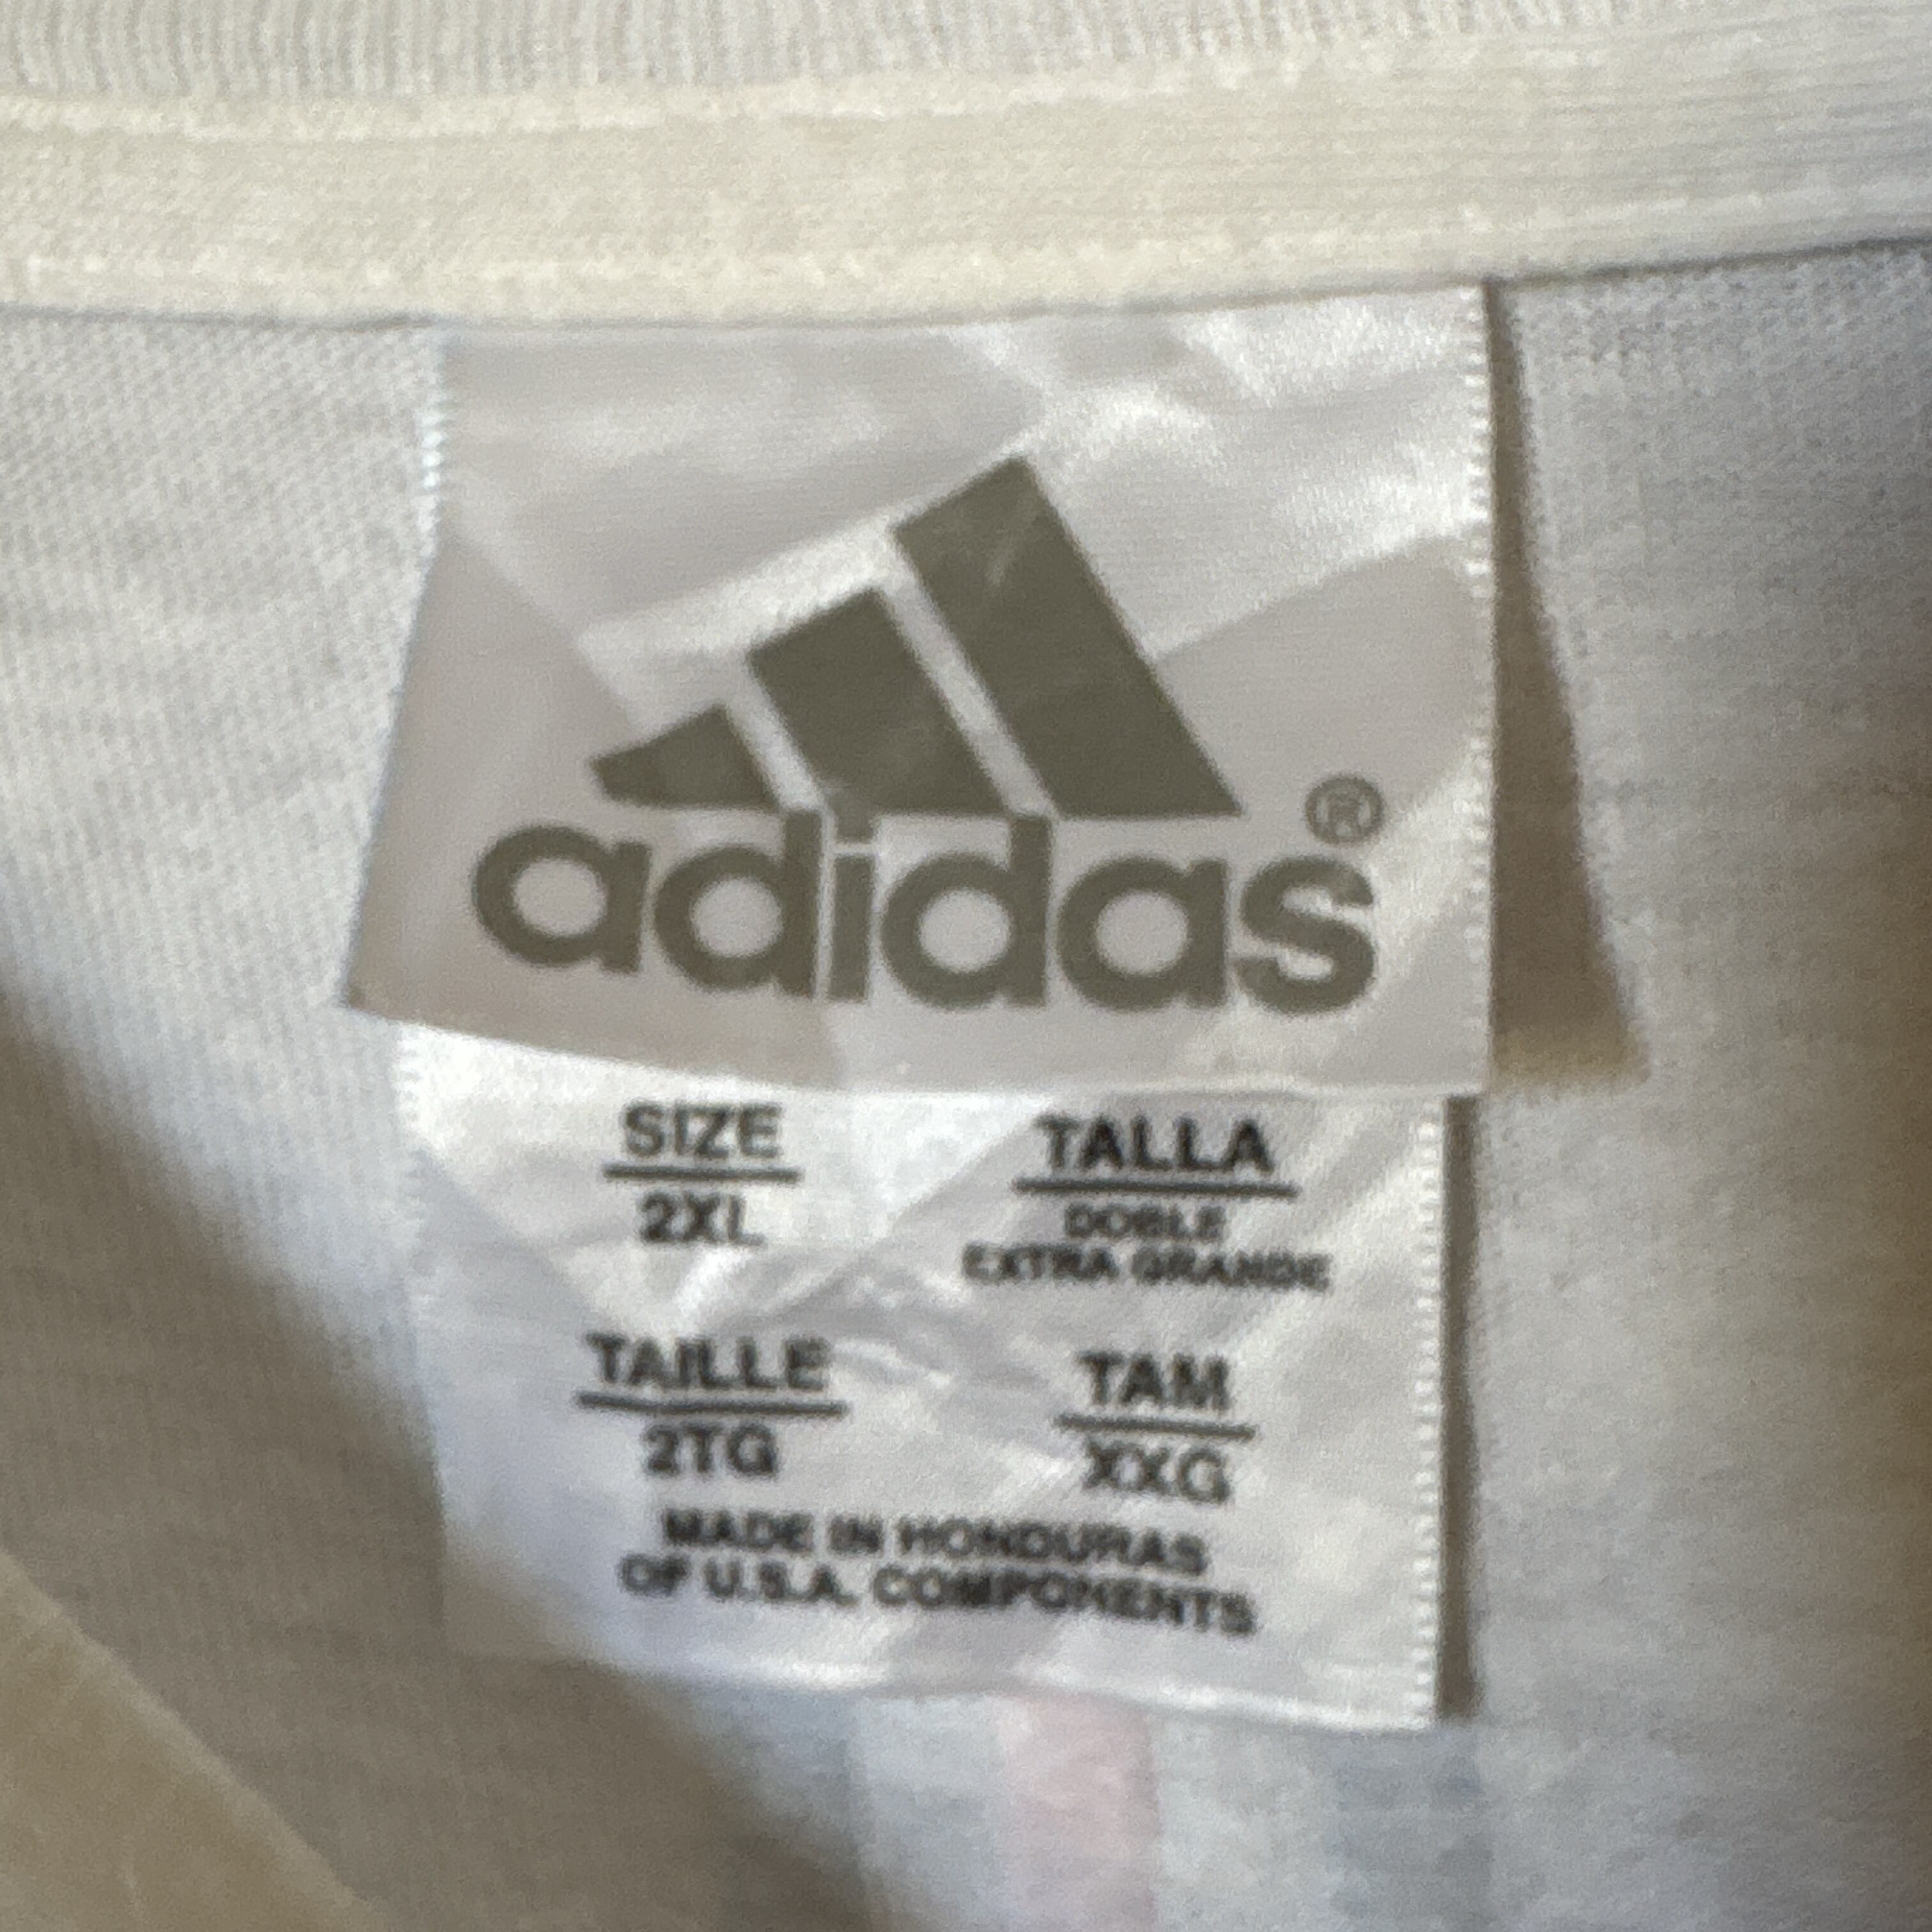 adidas®
SIZE
2XL
TALLA
DOBLE
EXTRA GRANDE
TAILLE
2TG
TAM
XXG
MADE IN HONDURAS
OF U.S.A. COMPONENTS